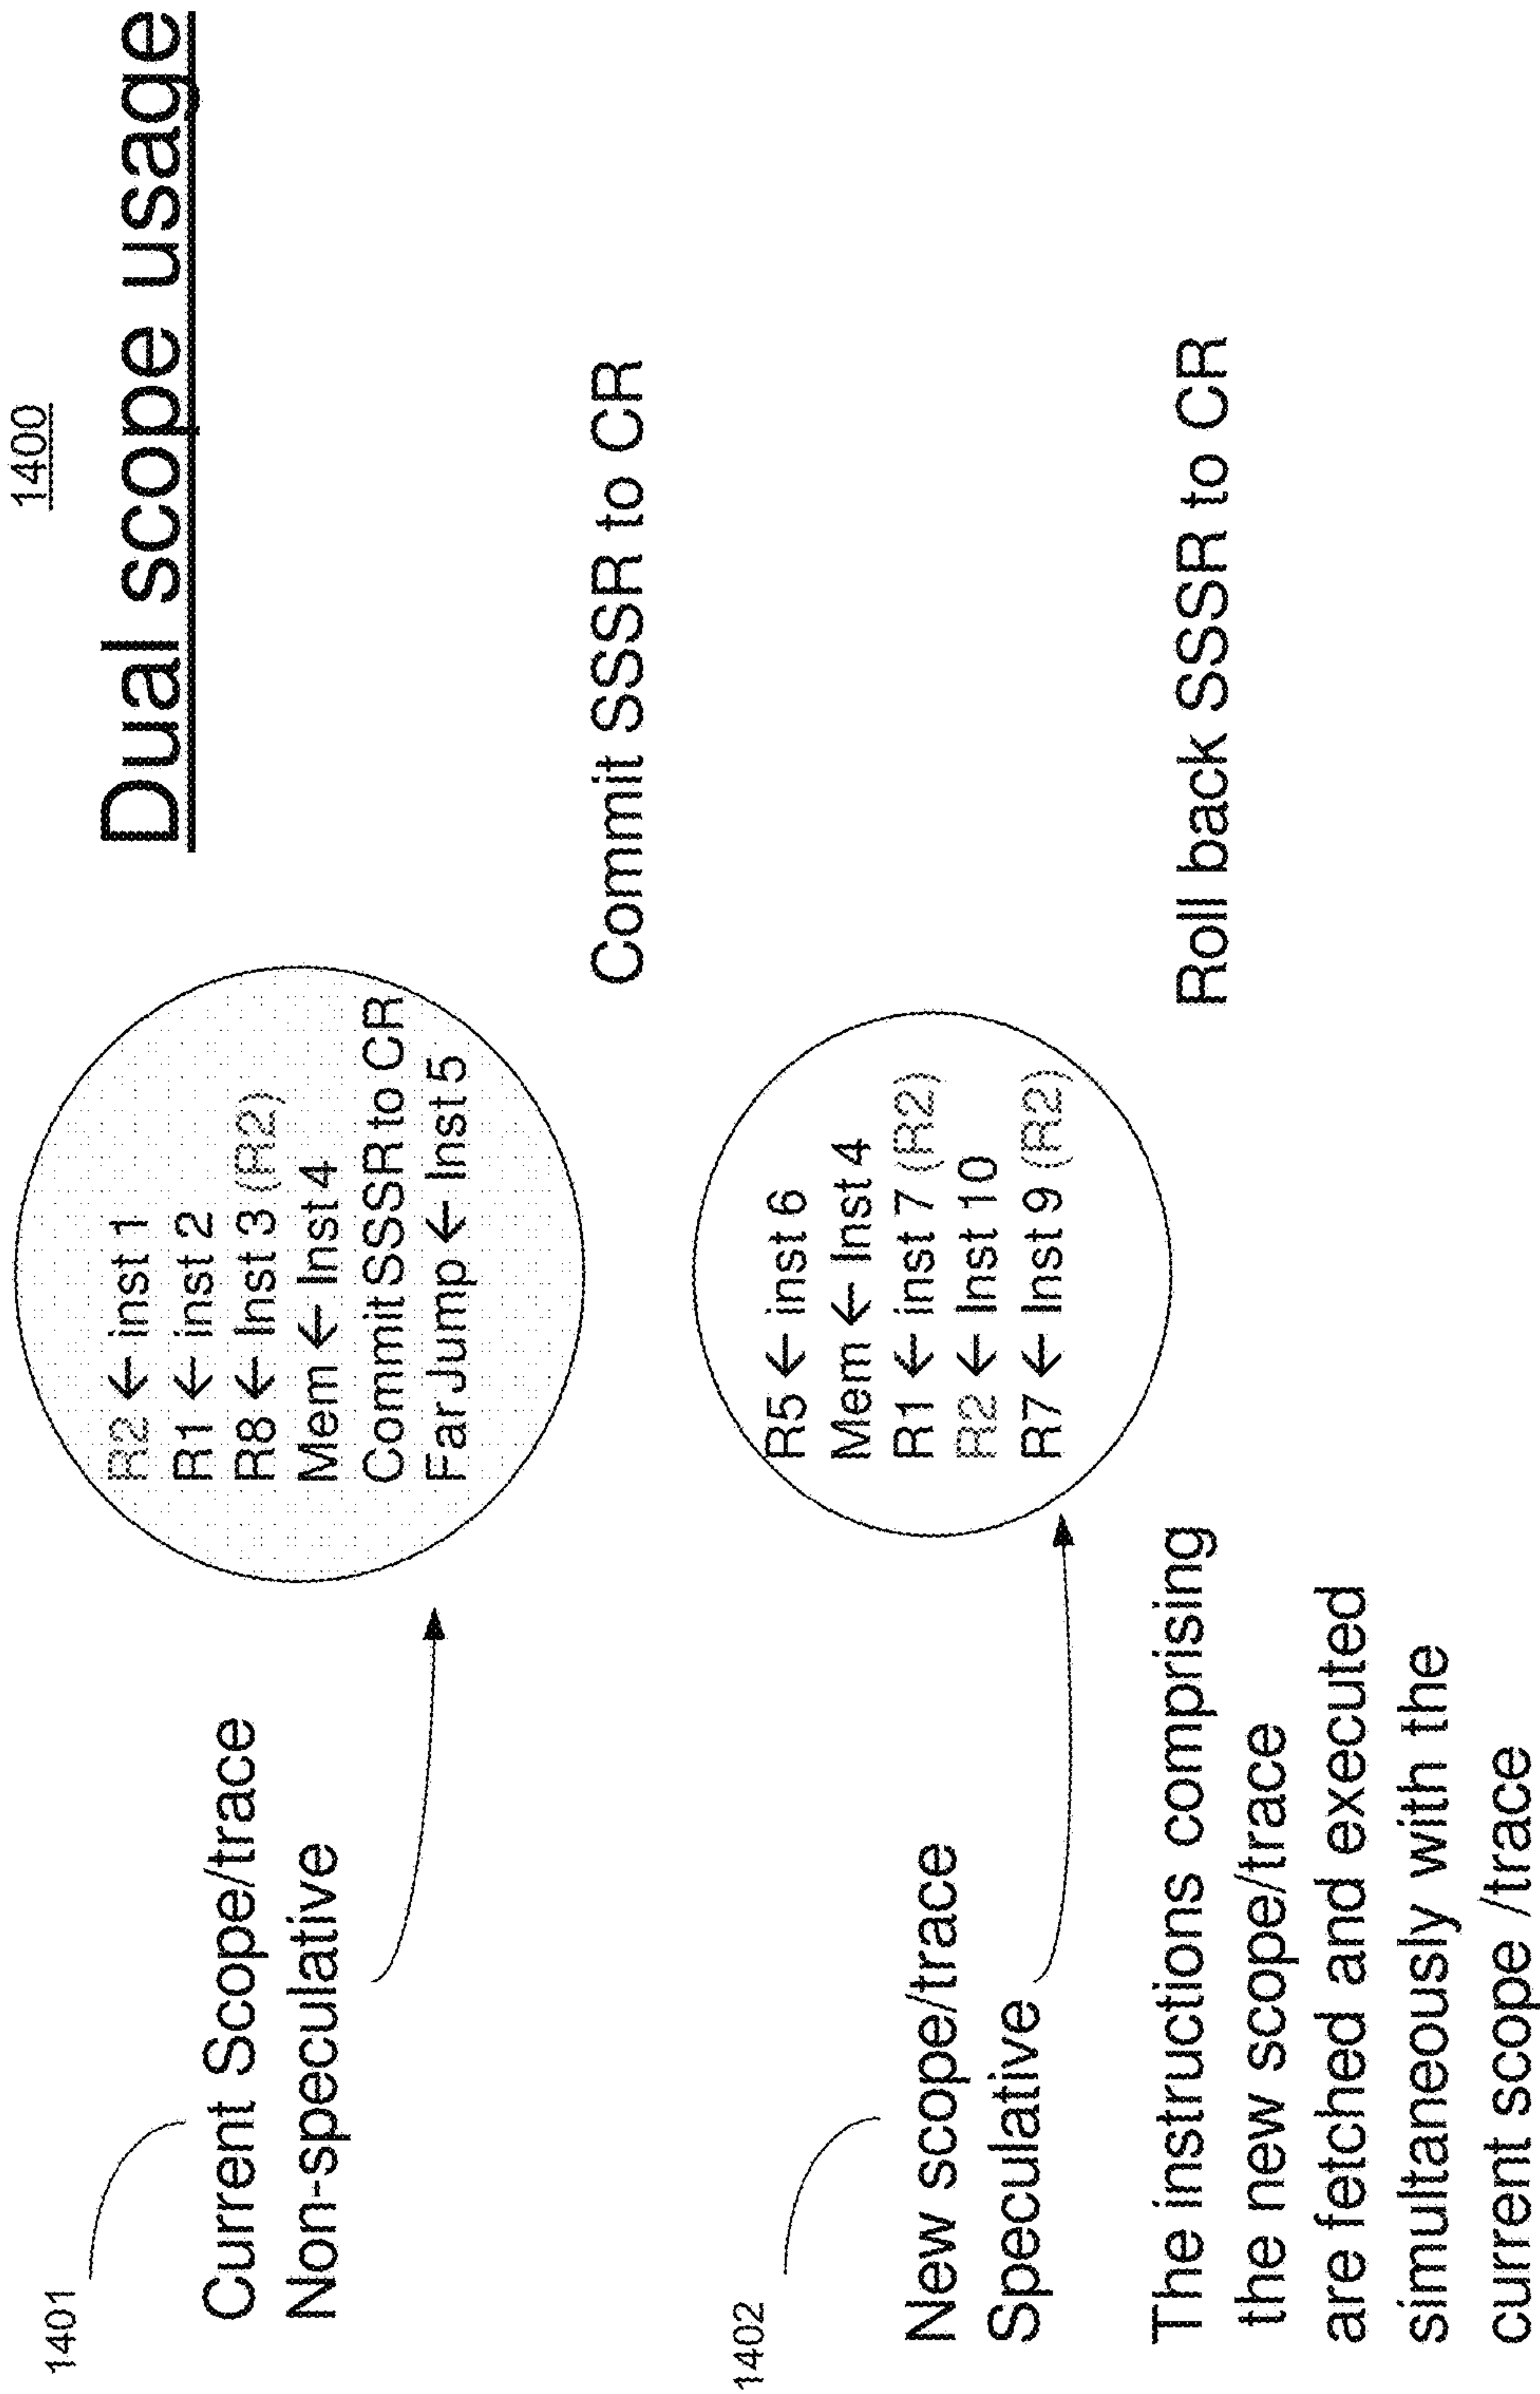 1400
Dual scope usage
1401
Current Scope/trace
Non-speculative
R2 ← inst 1
R1 ← inst 2
R8 ← Inst 3 (R2)
Mem ← Inst 4
Commit SSSR to CR
Far Jump ← Inst 5
Commit SSSR to CR
1402
New scope/trace
Speculative
R5 ← inst 6
Mem ← Inst 4
R1 ← inst 7 (R2)
R2 ← Inst 10
R7 ← Inst 9 (R2)
Roll back SSSR to CR
The instructions comprising
the new scope/trace
are fetched and executed
simultaneously with the
current scope /trace